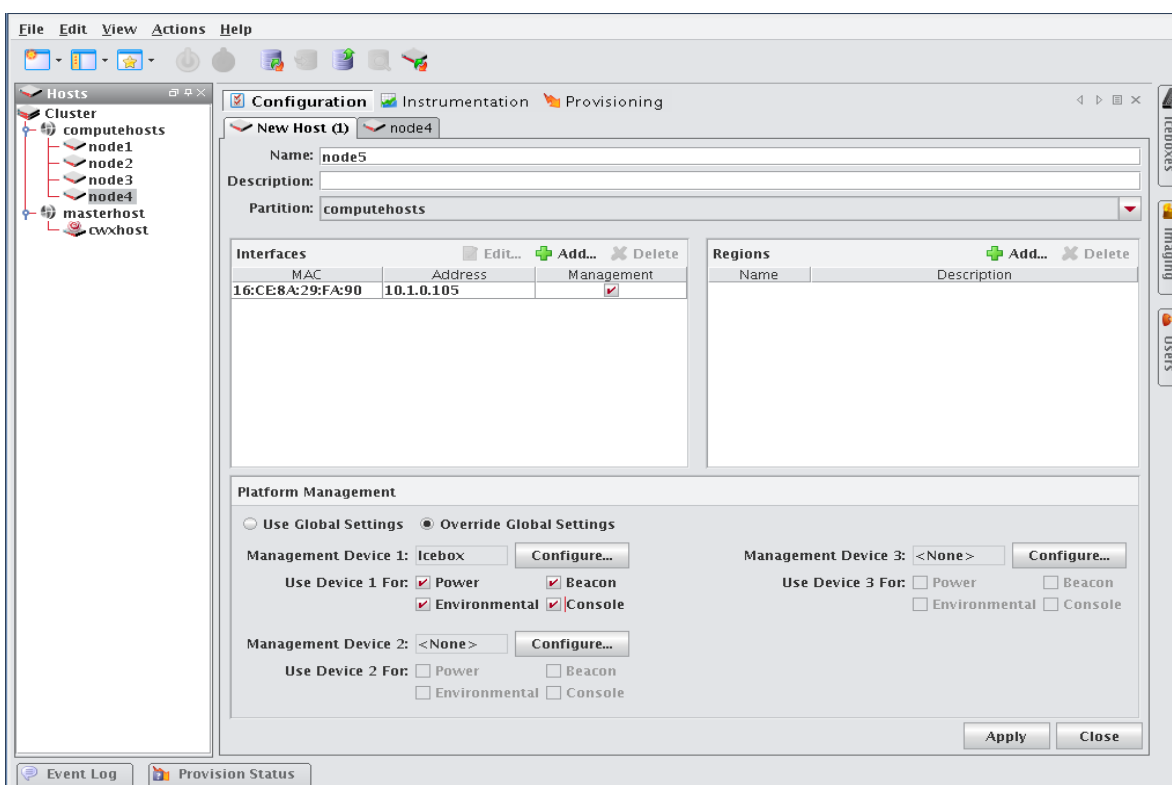 File Edit View Actions Help
Hosts
Cluster
computehosts
node1
node2
node3
node4
masterhost
cwxhost
Configuration Instrumentation Provisioning
New Host (1) node4
Name: node5
Description:
Partition: computehosts
Interfaces Edit... Add... Delete
MAC Address Management
16:CE:8A:29:FA:90 10.1.0.105
Regions Add... Delete
Name Description
Platform Management
Use Global Settings Override Global Settings
Management Device 1: Icebox Configure...
Use Device 1 For: Power Beacon
Environmental Console
Management Device 2: <None> Configure...
Use Device 2 For: Power Beacon
Environmental Console
Management Device 3: <None> Configure...
Use Device 3 For: Power Beacon
Environmental Console
Apply Close
Iceboxes
Imaging
Users
Event Log Provision Status